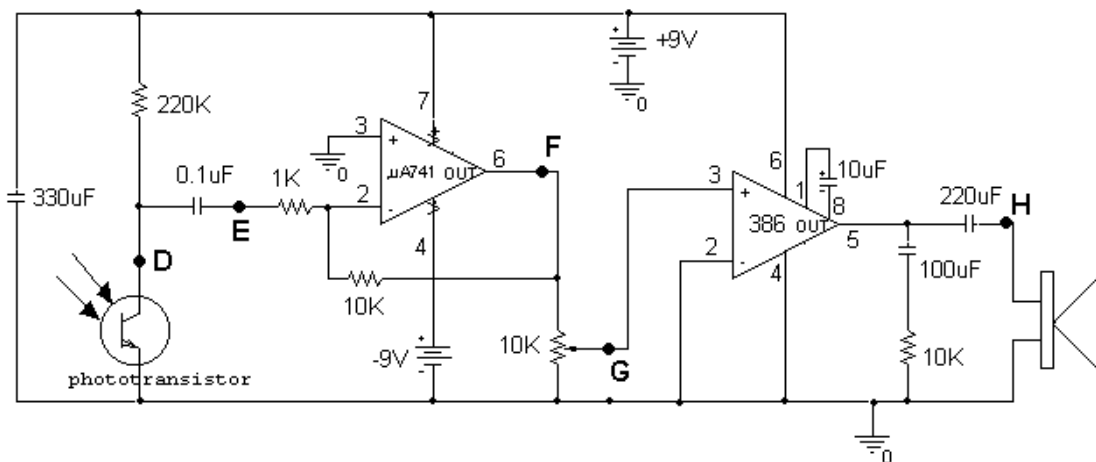 +
-
+9V
0
220K
7
3
+
+
F
6
0
µA741
OUT
0.1uF
1K
2
-
330uF
E
4
D
10K
+
-
-9V
10K
G
phototransistor
6
1
+
10uF
3
+
8
220uF
H
386
OUT
2
-
5
4
100uF
10K
0